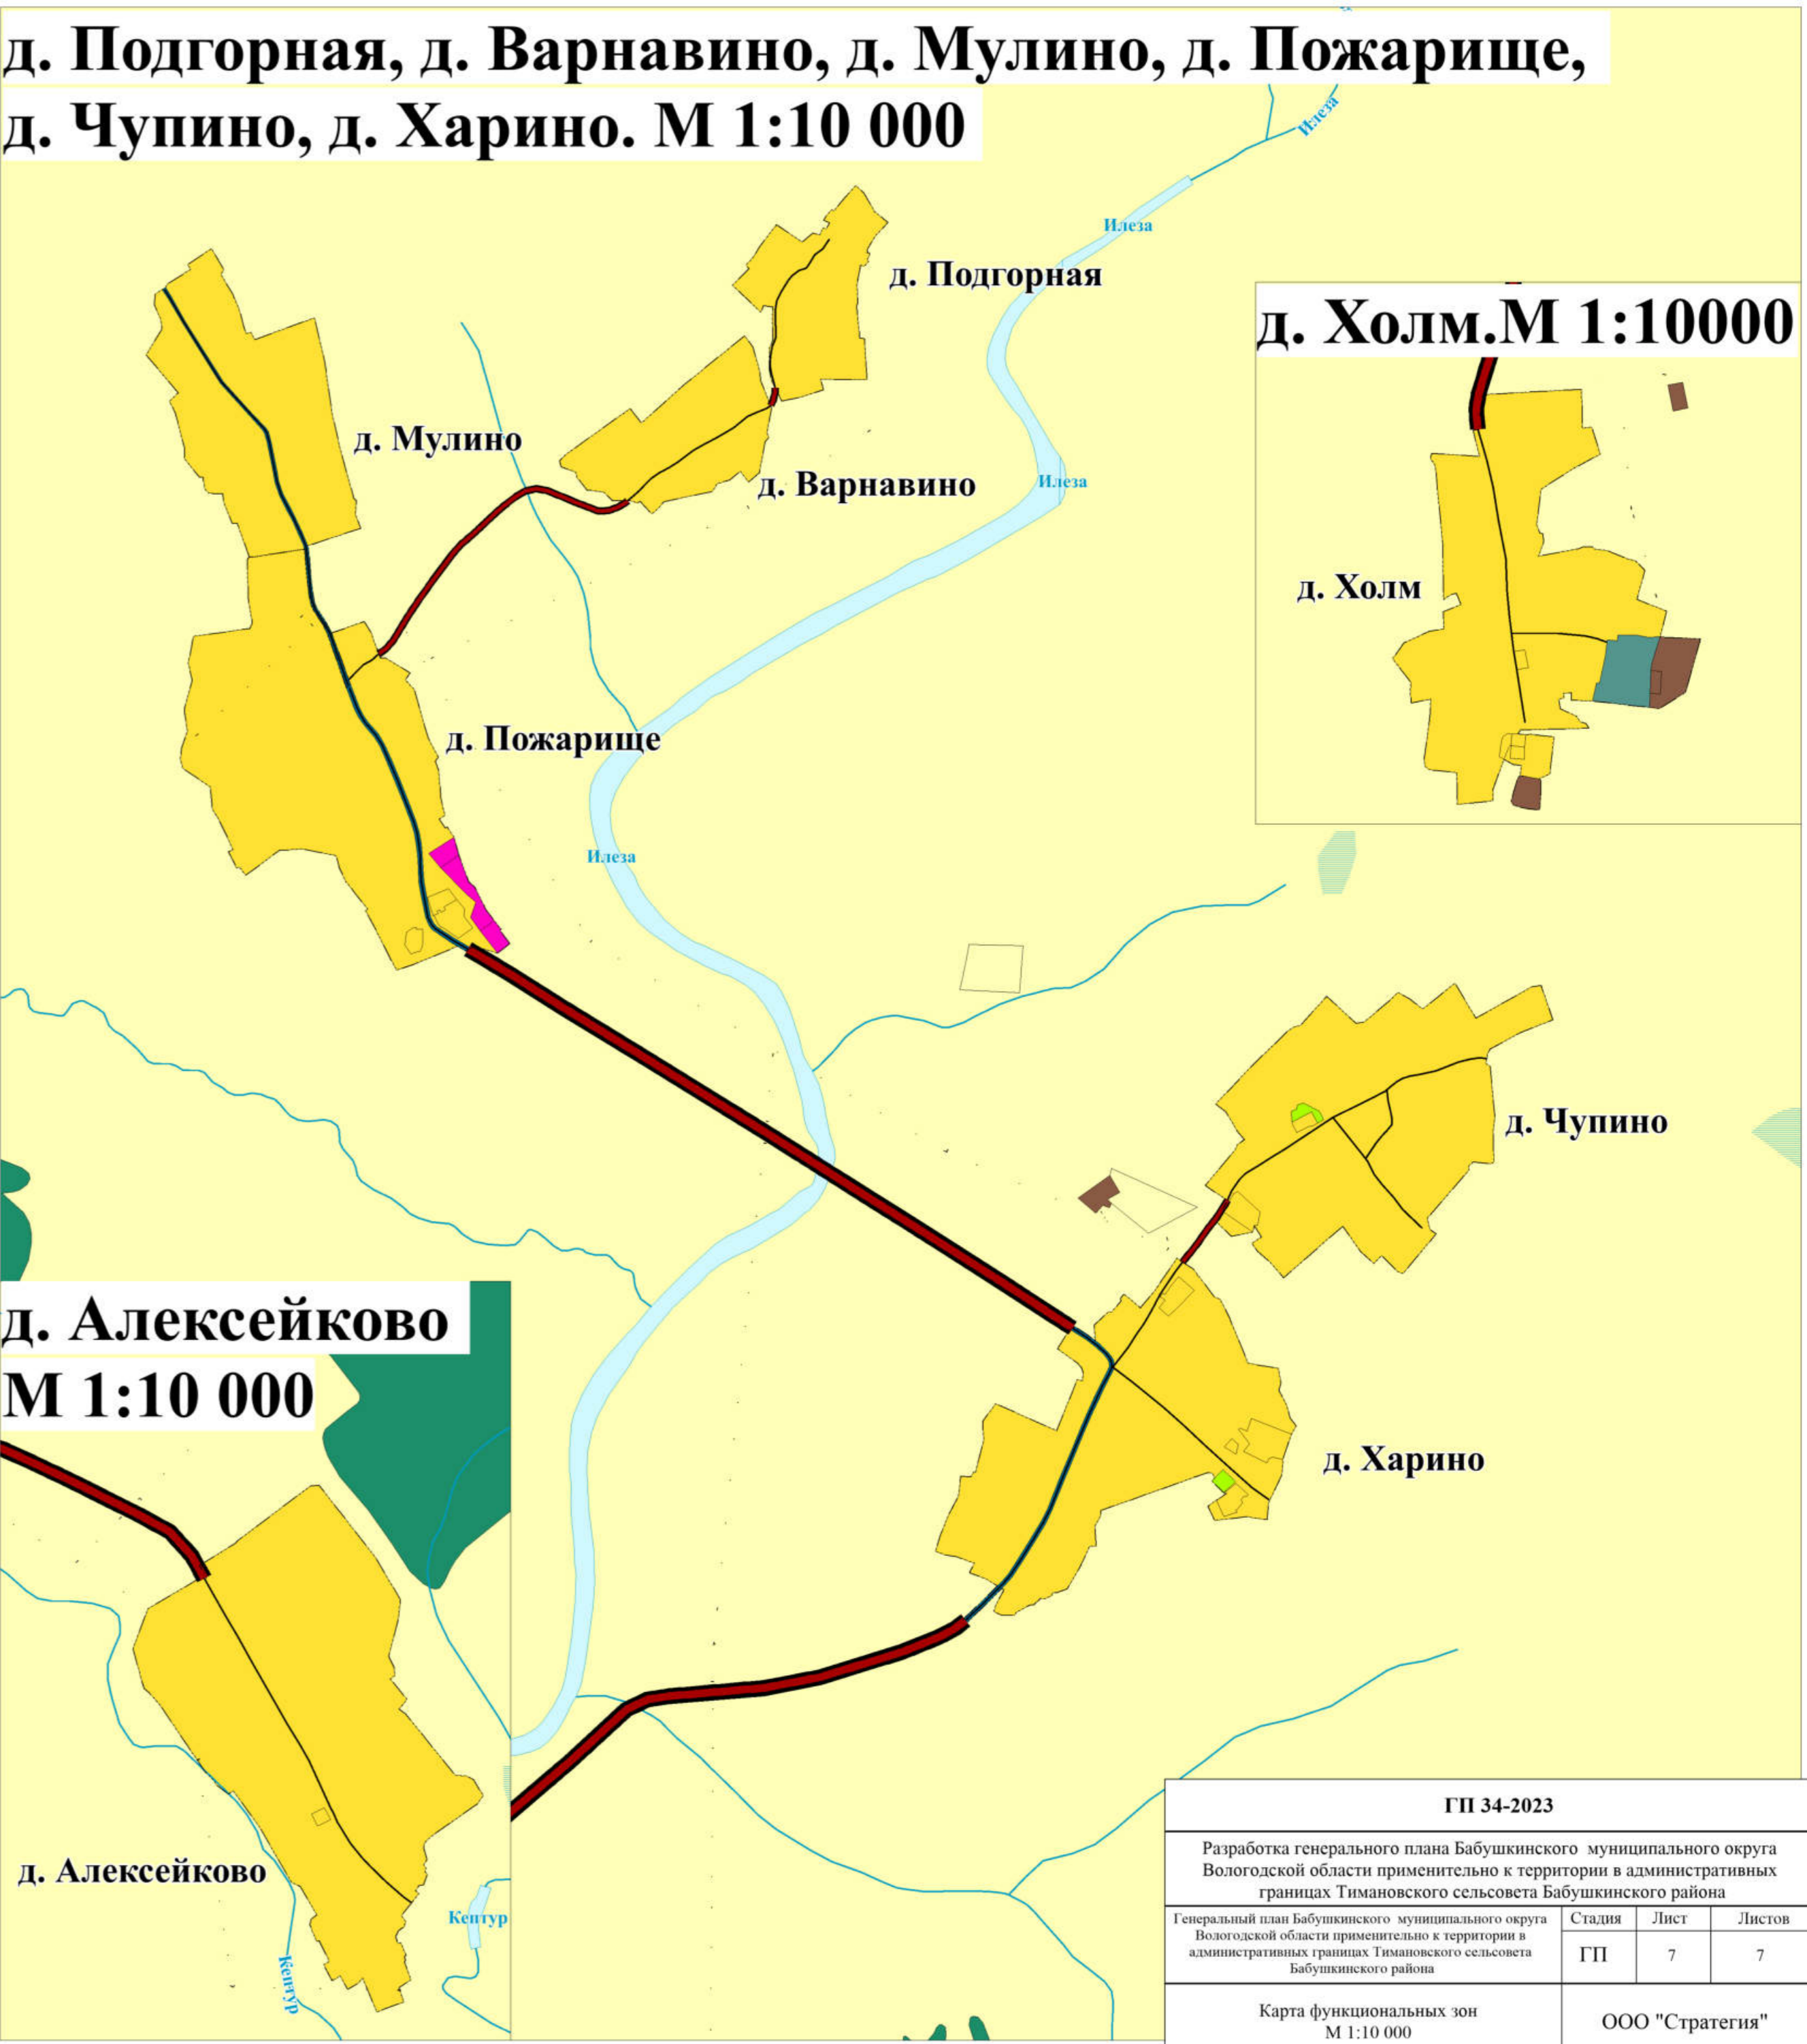 д. Подгорная, д. Варнавино, д. Мулино, д. Пожарище,
д. Чупино, д. Харино. М 1:10 000
Илеза
Илеза
д. Подгорная
д. Холм.М 1:10000
д. Мулино
д. Варнавино
Илеза
д. Холм
д. Пожарище
Илеза
д. Чупино
д. Алексейково
М 1:10 000
д. Харино
д. Алексейково
Кептур
Кептур
ГП 34-2023
Разработка генерального плана Бабушкинского муниципального округа
Вологодской области применительно к территории в административных
границах Тимановского сельсовета Бабушкинского района
Генеральный план Бабушкинского муниципального округа
Вологодской области применительно к территории в
административных границах Тимановского сельсовета
Бабушкинского района
Стадия Лист Листов
ГП 7 7
Карта функциональных зон
М 1:10 000
ООО "Стратегия"